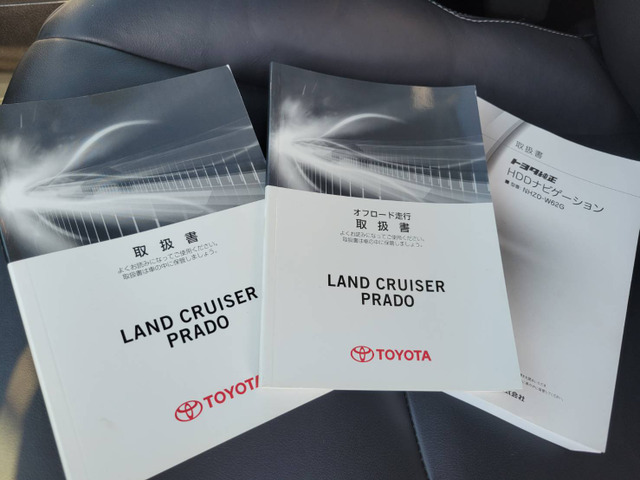 取扱書
よくお読みになってご使用ください。
取扱書は車の中に保管しましょう。
LAND CRUISER
PRADO
TOYOTA
オフロード走行
取扱書
よくお読みになってご使用ください。
取扱書は車の中に保管しましょう。
LAND CRUISER
PRADO
TOYOTA
取扱書
トヨタ純正
HDDナビゲーション
■型番 NHZD-W62G